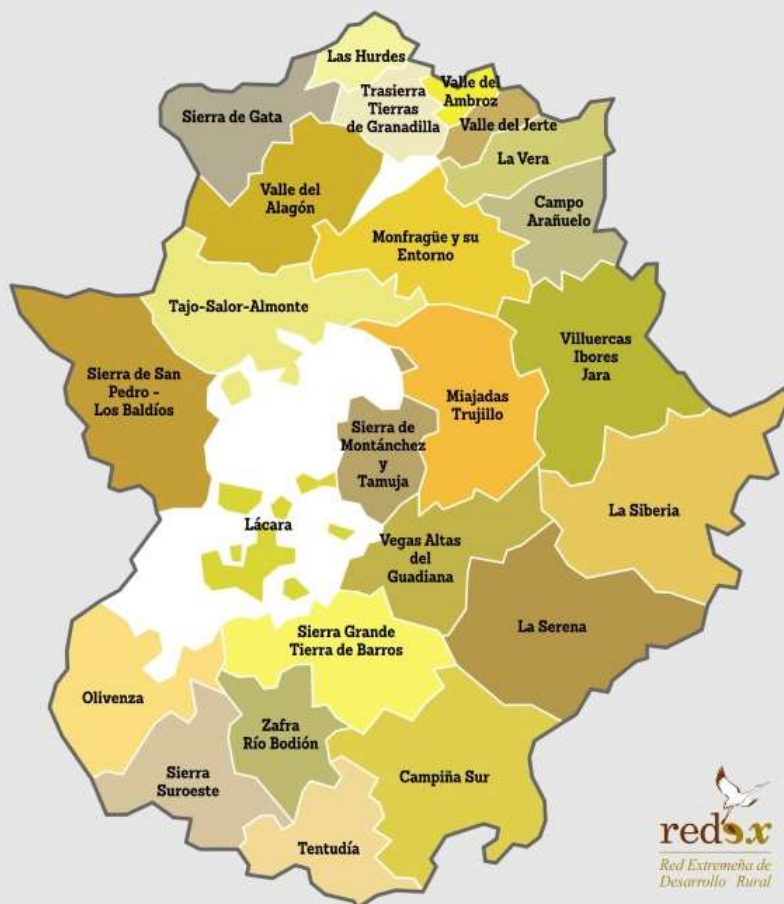 Las Hurdes
Valle del
Ambroz
Trasierra
Tierras
de Granadilla
Sierra de Gata
Valle del Jerte
La Vera
Valle del
Alagón
Campo
Arañuelo
Monfragüe y su
Entorno
Tajo-Salor-Almonte
Villuercas
Ibores
Jara
Sierra de San
Pedro -
Los Baldíos
Miajadas
Trujillo
Sierra de
Montánchez
y
Tamuja
La Siberia
Lácara
Vegas Altas
del
Guadiana
La Serena
Sierra Grande
Tierra de Barros
Olivenza
Zafra
Río Bodión
Sierra
Suroeste
Campiña Sur
Tentudía
redex
Red Extremeña de
Desarrollo Rural